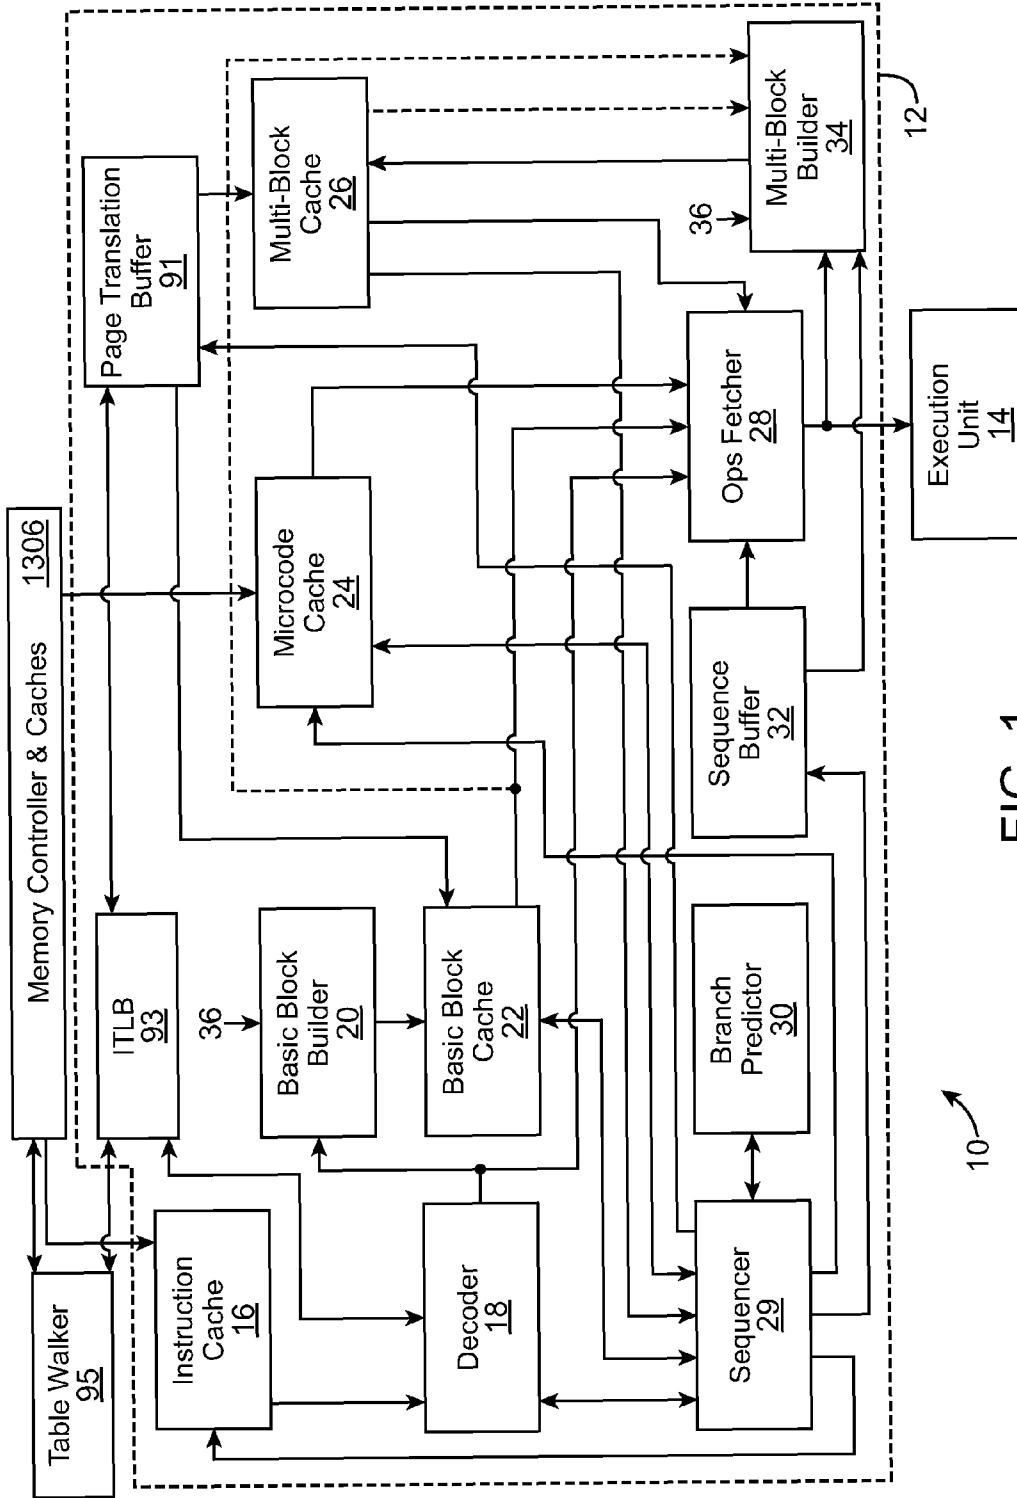 Memory Controller & Caches
1306
Table Walker
95
ITLB
93
Page Translation
Buffer
91
Instruction
Cache
16
36
Basic Block
Builder
20
Microcode
Cache
24
Multi-Block
Cache
26
Decoder
18
Basic Block
Cache
22
Sequencer
29
Branch
Predictor
30
Sequence
Buffer
32
Ops Fetcher
28
36
Multi-Block
Builder
34
12
Execution
Unit
14
10
FIG. 1